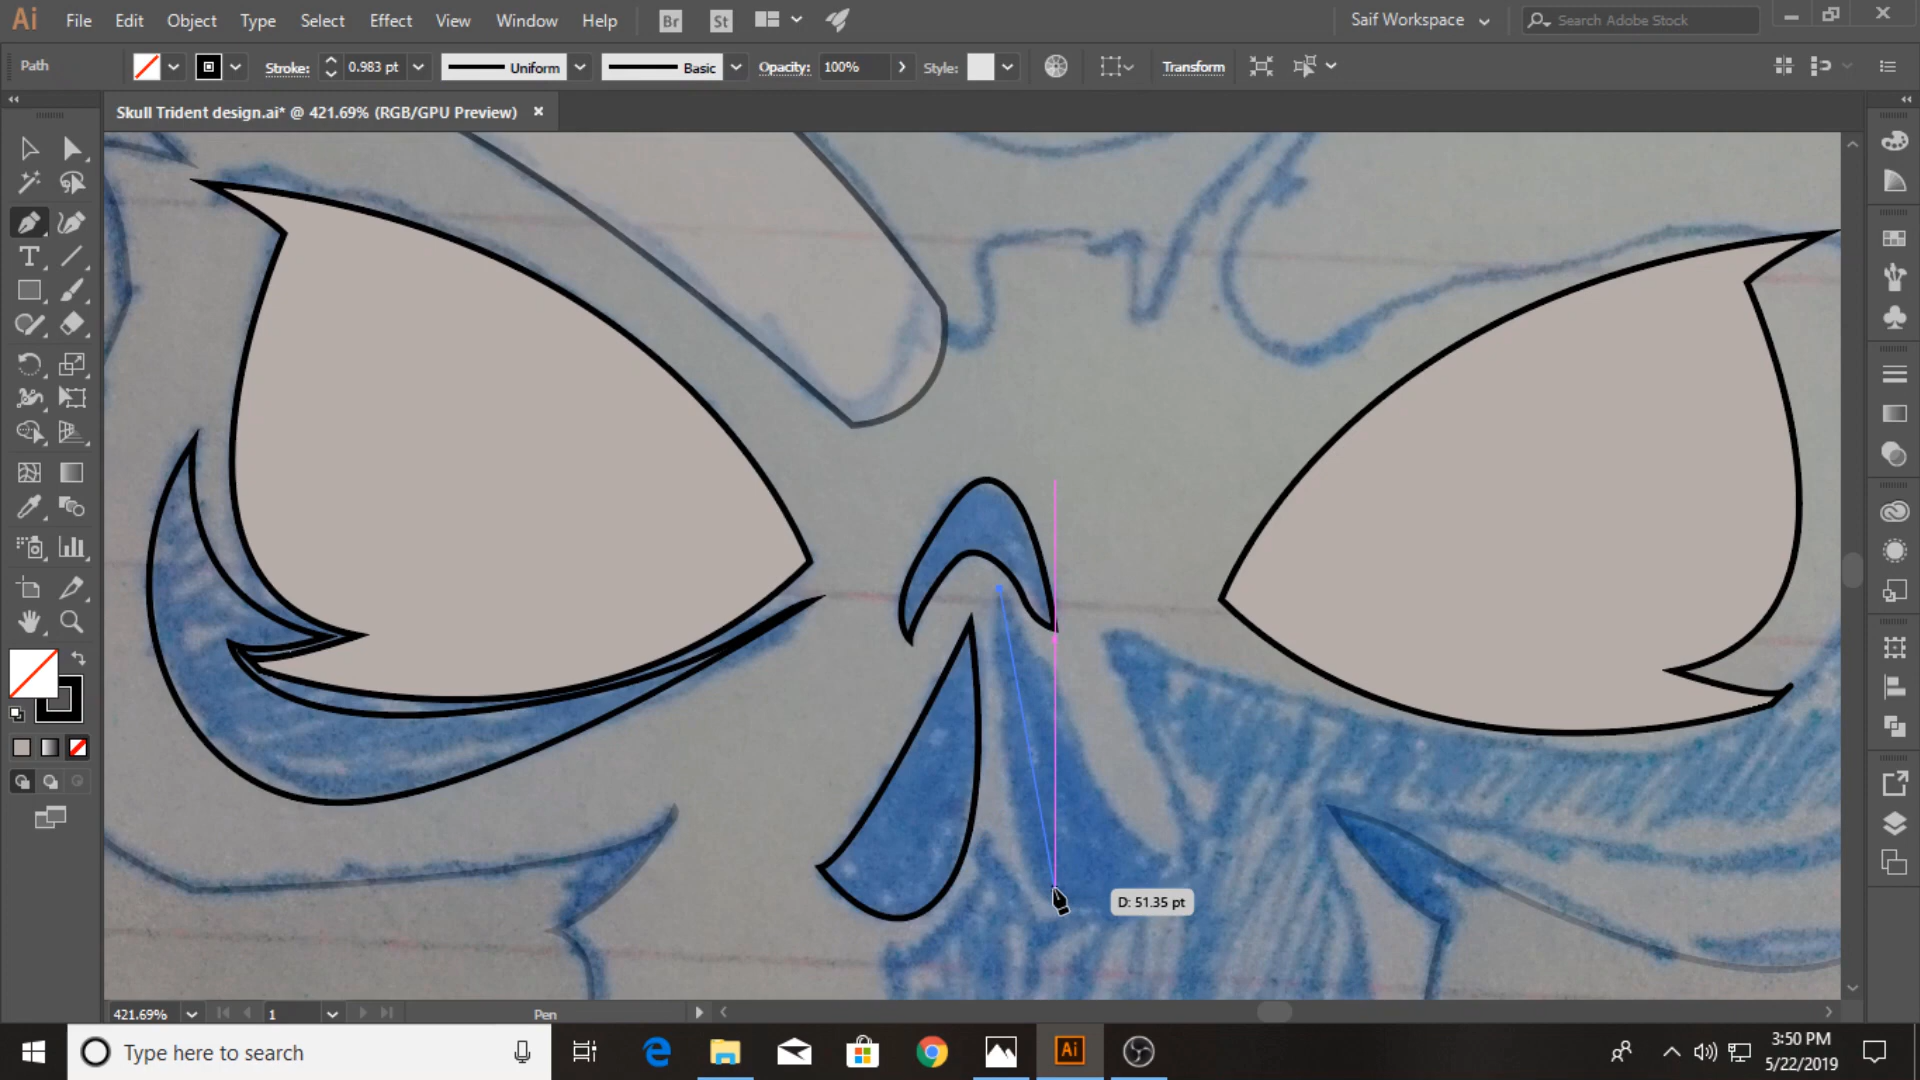 Ai File Edit Object Type Select Effect View Window Help Br St Saif Workspace Search Adobe Stock
Path Stroke: 0.983 pt Uniform Basic Opacity: 100% Style: Transform
Skull Trident design.ai* @ 421.69% (RGB/GPU Preview) ×
T
D: 51.35 pt
421.69% 1 Pen
Type here to search Ai 3:50 PM
5/22/2019